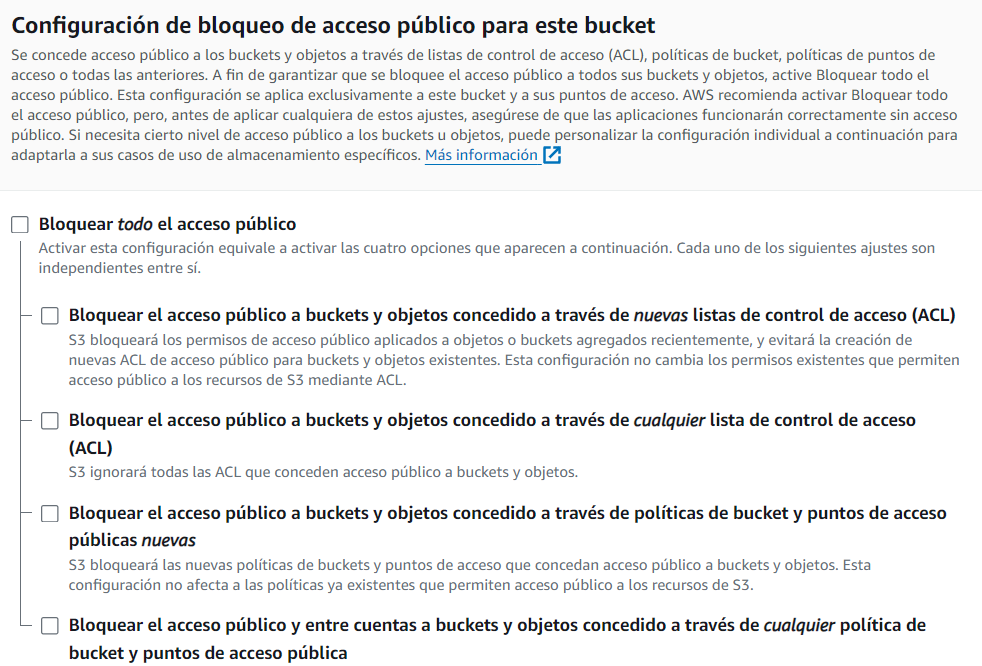 Configuración de bloqueo de acceso público para este bucket
Se concede acceso público a los buckets y objetos a través de listas de control de acceso (ACL), políticas de bucket, políticas de puntos de
acceso o todas las anteriores. A fin de garantizar que se bloquee el acceso público a todos sus buckets y objetos, active Bloquear todo el
acceso público. Esta configuración se aplica exclusivamente a este bucket y a sus puntos de acceso. AWS recomienda activar Bloquear todo
el acceso público, pero, antes de aplicar cualquiera de estos ajustes, asegúrese de que las aplicaciones funcionarán correctamente sin acceso
público. Si necesita cierto nivel de acceso público a los buckets u objetos, puede personalizar la configuración individual a continuación para
adaptarla a sus casos de uso de almacenamiento específicos. Más información
Bloquear todo el acceso público
Activar esta configuración equivale a activar las cuatro opciones que aparecen a continuación. Cada uno de los siguientes ajustes son
independientes entre sí.
Bloquear el acceso público a buckets y objetos concedido a través de nuevas listas de control de acceso (ACL)
S3 bloqueará los permisos de acceso público aplicados a objetos o buckets agregados recientemente, y evitará la creación de
nuevas ACL de acceso público para buckets y objetos existentes. Esta configuración no cambia los permisos existentes que permiten
acceso público a los recursos de S3 mediante ACL.
Bloquear el acceso público a buckets y objetos concedido a través de cualquier lista de control de acceso
(ACL)
S3 ignorará todas las ACL que conceden acceso público a buckets y objetos.
Bloquear el acceso público a buckets y objetos concedido a través de políticas de bucket y puntos de acceso
públicas nuevas
S3 bloqueará las nuevas políticas de buckets y puntos de acceso que concedan acceso público a buckets y objetos. Esta
configuración no afecta a las políticas ya existentes que permiten acceso público a los recursos de S3.
Bloquear el acceso público y entre cuentas a buckets y objetos concedido a través de cualquier política de
bucket y puntos de acceso pública